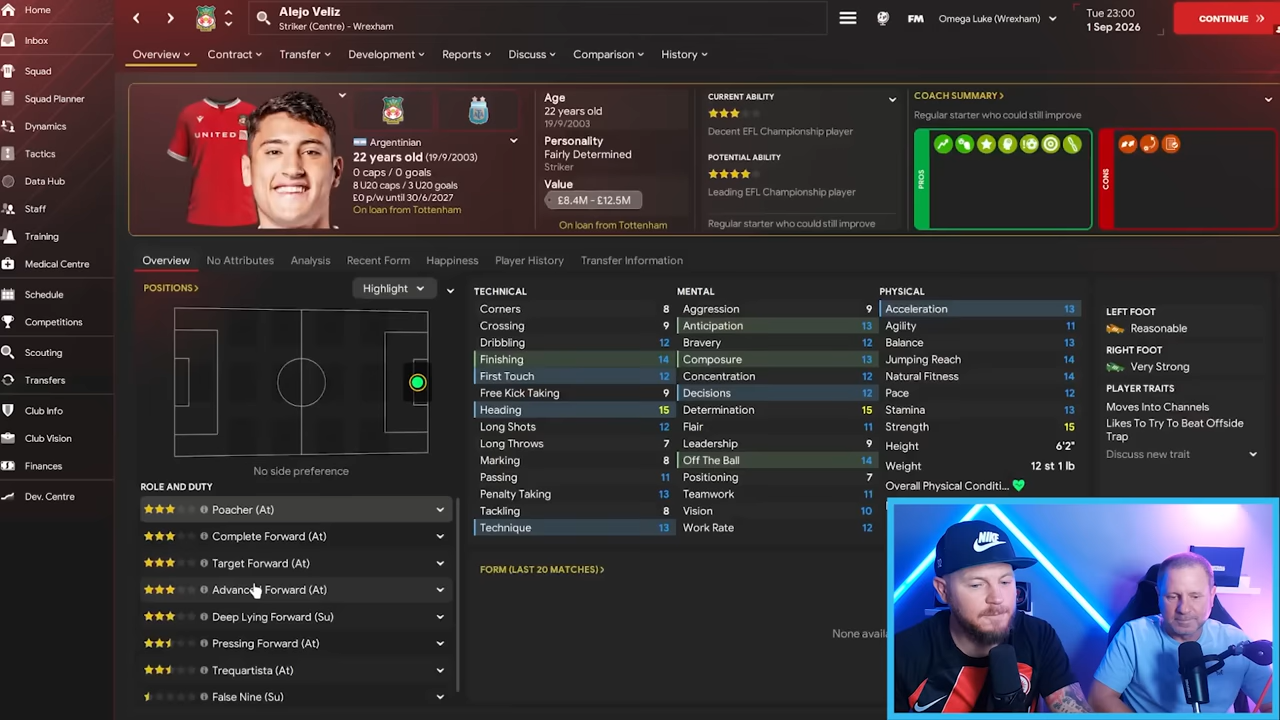 Home
Alejo Veliz
Striker (Centre) - Wrexham
FM
Omega Luke (Wrexham)
Tue 23:00
1 Sep 2026
CONTINUE
Inbox
Squad
Squad Planner
Dynamics
Tactics
Data Hub
Staff
Training
Medical Centre
Schedule
Competitions
Scouting
Transfers
Club Info
Club Vision
Finances
Dev. Centre
Overview
Contract
Transfer
Development
Reports
Discuss
Comparison
History
UNITED
Argentinian
22 years old (19/9/2003)
0 caps / 0 goals
8 U20 caps / 3 U20 goals
£0 p/w until 30/6/2027
On loan from Tottenham
Age
22 years old
19/9/2003
Personality
Fairly Determined
Striker
Value
£8.4M - £12.5M
On loan from Tottenham
CURRENT ABILITY
Decent EFL Championship player
POTENTIAL ABILITY
Leading EFL Championship player
Regular starter who could still improve
COACH SUMMARY >
Regular starter who could still improve
PROS
CONS
Overview
No Attributes
Analysis
Recent Form
Happiness
Player History
Transfer Information
POSITIONS >
Highlight
No side preference
ROLE AND DUTY
Poacher (At)
Complete Forward (At)
Target Forward (At)
Advanced Forward (At)
Deep Lying Forward (Su)
Pressing Forward (At)
Trequartista (At)
False Nine (Su)
TECHNICAL
Corners 8
Crossing 9
Dribbling 12
Finishing 14
First Touch 12
Free Kick Taking 9
Heading 15
Long Shots 12
Long Throws 7
Marking 8
Passing 11
Penalty Taking 13
Tackling 8
Technique 13
MENTAL
Aggression 9
Anticipation 13
Bravery 12
Composure 13
Concentration 12
Decisions 12
Determination 15
Flair 11
Leadership 9
Off The Ball 14
Positioning 7
Teamwork 11
Vision 10
Work Rate 12
PHYSICAL
Acceleration 13
Agility 11
Balance 13
Jumping Reach 14
Natural Fitness 14
Pace 12
Stamina 13
Strength 15
Height 6'2"
Weight 12 st 1 lb
Overall Physical Conditi...
LEFT FOOT
Reasonable
RIGHT FOOT
Very Strong
PLAYER TRAITS
Moves Into Channels
Likes To Try To Beat Offside
Trap
Discuss new trait
FORM (LAST 20 MATCHES) >
NIKE